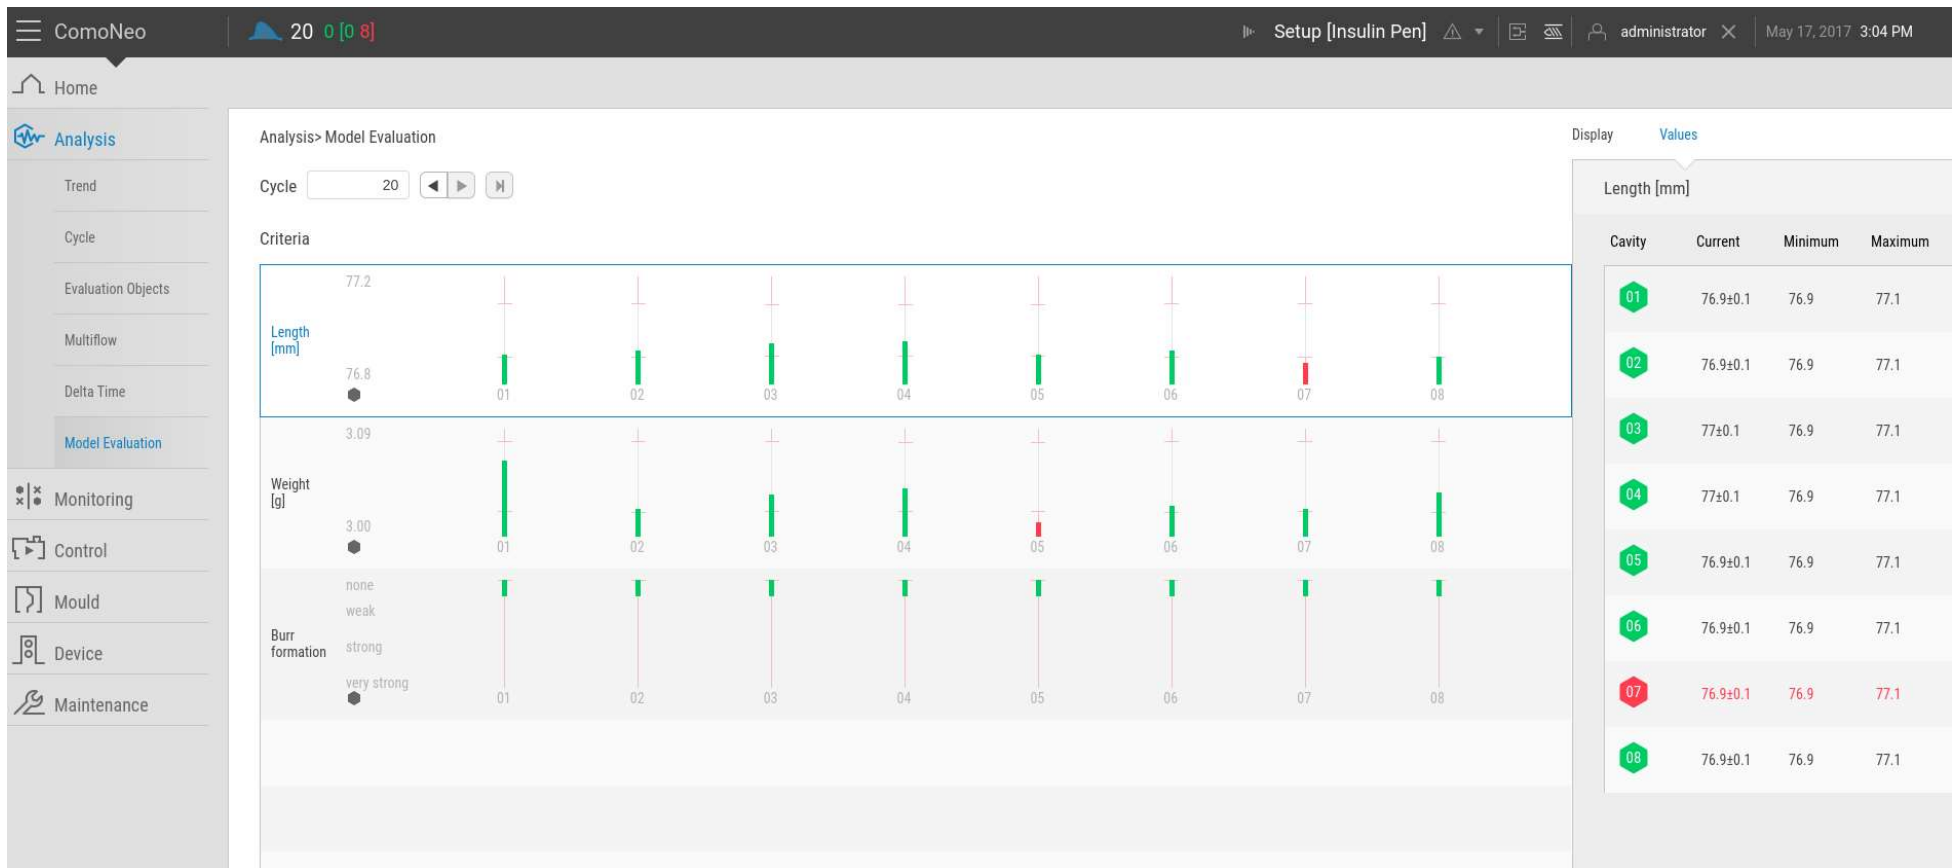 ComoNeo
20 0 [0 8]
Setup [Insulin Pen]
administrator
May 17, 2017 3:04 PM
Home
Analysis
Trend
Cycle
Evaluation Objects
Multiflow
Delta Time
Model Evaluation
Monitoring
Control
Mould
Device
Maintenance
Analysis> Model Evaluation
Cycle 20
Criteria
Length
[mm]
77.2
76.8
01 02 03 04 05 06 07 08
Weight
[g]
3.09
3.00
01 02 03 04 05 06 07 08
Burr
formation
none
weak
strong
very strong
01 02 03 04 05 06 07 08
Display Values
Length [mm]
Cavity Current Minimum Maximum
01 76.9±0.1 76.9 77.1
02 76.9±0.1 76.9 77.1
03 77±0.1 76.9 77.1
04 77±0.1 76.9 77.1
05 76.9±0.1 76.9 77.1
06 76.9±0.1 76.9 77.1
07 76.9±0.1 76.9 77.1
08 76.9±0.1 76.9 77.1